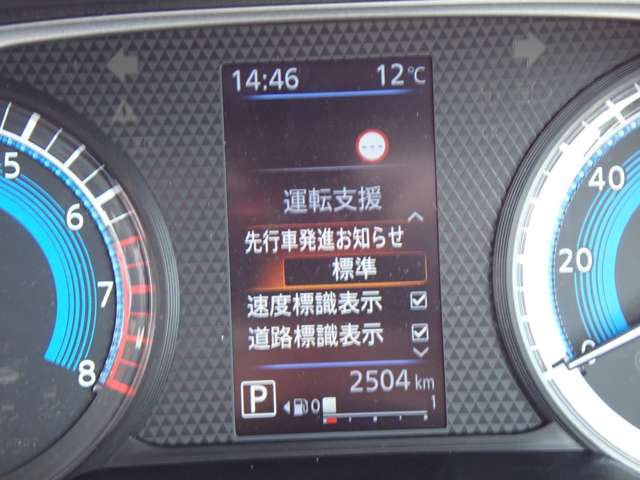 14:46 12℃
---
運転支援
先行車発進お知らせ
標準
速度標識表示
道路標識表示
2504 km
P
0 1
5
6
7
8
40
20